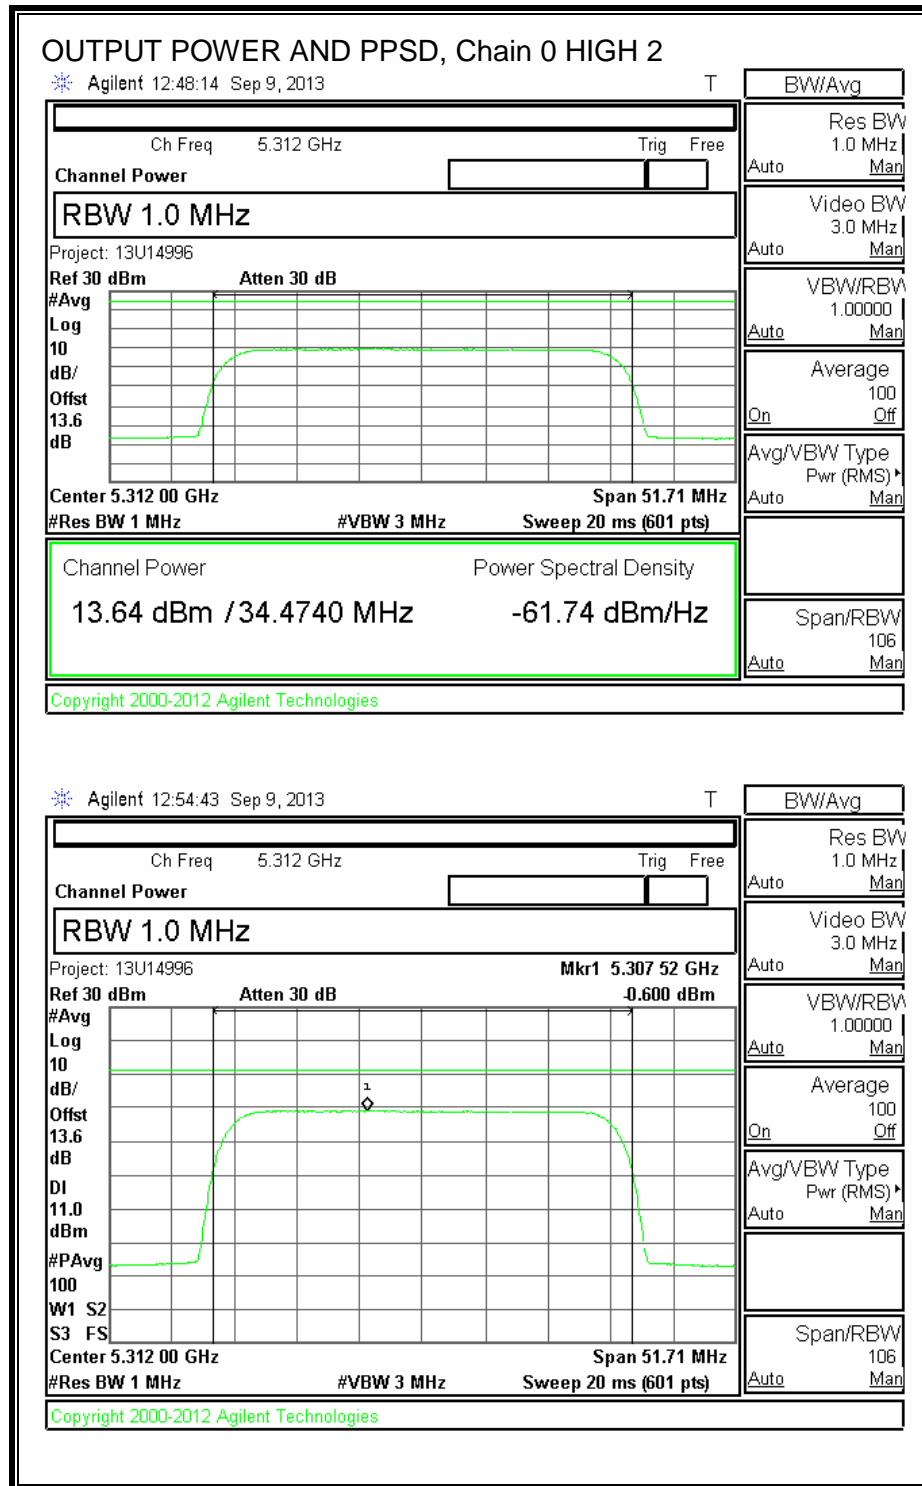 OUTPUT POWER AND PPSD, Chain 0 HIGH 2
Agilent 12:48:14 Sep 9, 2013 T
BW/Avg
Ch Freq 5.312 GHz Trig Free
Channel Power
RBW 1.0 MHz
Project: 13U14996
Ref 30 dBm Atten 30 dB
#Avg
Log
10
dB/
Offst
13.6
dB
Center 5.312 00 GHz Span 51.71 MHz
#Res BW 1 MHz #VBW 3 MHz Sweep 20 ms (601 pts)
Channel Power Power Spectral Density
13.64 dBm / 34.4740 MHz -61.74 dBm/Hz
Res BW
1.0 MHz
Auto Man
Video BW
3.0 MHz
Auto Man
VBW/RBW
1.00000
Auto Man
Average
100
On Off
Avg/VBW Type
Pwr (RMS)
Auto Man
Span/RBW
106
Auto Man
Copyright 2000-2012 Agilent Technologies
Agilent 12:54:43 Sep 9, 2013 T
BW/Avg
Ch Freq 5.312 GHz Trig Free
Channel Power
RBW 1.0 MHz
Project: 13U14996 Mkr1 5.307 52 GHz
Ref 30 dBm Atten 30 dB -0.600 dBm
#Avg
Log
10
dB/
Offst
13.6
dB
DI
11.0
dBm
#PAvg
100
W1 S2
S3 FS
1
Center 5.312 00 GHz Span 51.71 MHz
#Res BW 1 MHz #VBW 3 MHz Sweep 20 ms (601 pts)
Res BW
1.0 MHz
Auto Man
Video BW
3.0 MHz
Auto Man
VBW/RBW
1.00000
Auto Man
Average
100
On Off
Avg/VBW Type
Pwr (RMS)
Auto Man
Span/RBW
106
Auto Man
Copyright 2000-2012 Agilent Technologies